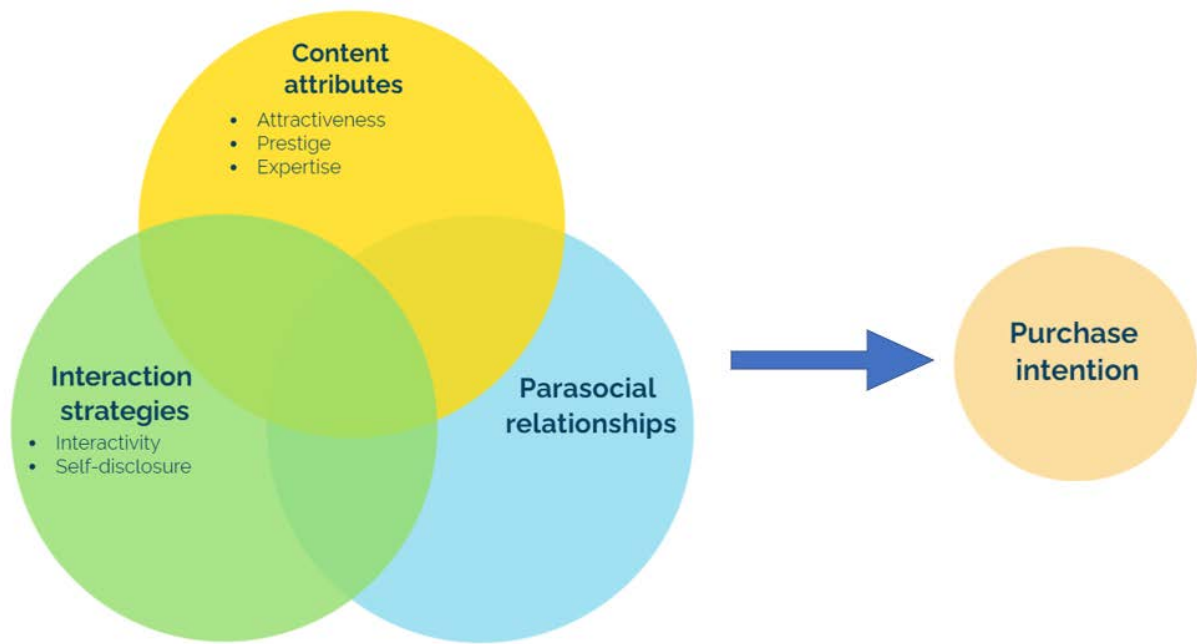 Content
attributes
• Attractiveness
• Prestige
• Expertise
Interaction
strategies
• Interactivity
• Self-disclosure
Parasocial
relationships
Purchase
intention